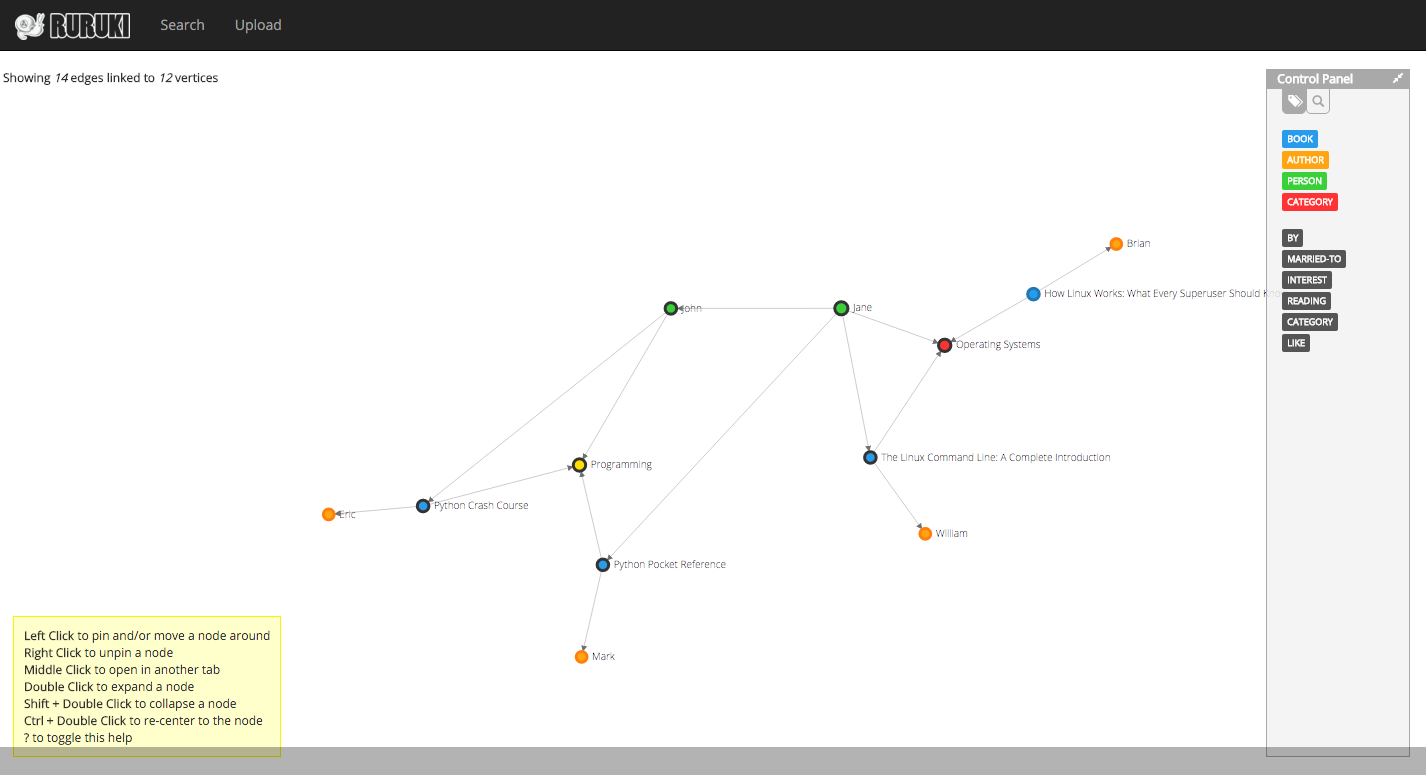 RURUKI Search Upload
Showing 14 edges linked to 12 vertices
Control Panel
BOOK
AUTHOR
PERSON
CATEGORY
BY
MARRIED-TO
INTEREST
READING
CATEGORY
LIKE
Brian
How Linux Works: What Every Superuser Should
John
Jane
Operating Systems
The Linux Command Line: A Complete Introduction
Programming
Python Crash Course
Eric
William
Python Pocket Reference
Mark
Left Click to pin and/or move a node around
Right Click to unpin a node
Middle Click to open in another tab
Double Click to expand a node
Shift + Double Click to collapse a node
Ctrl + Double Click to re-center to the node
? to toggle this help